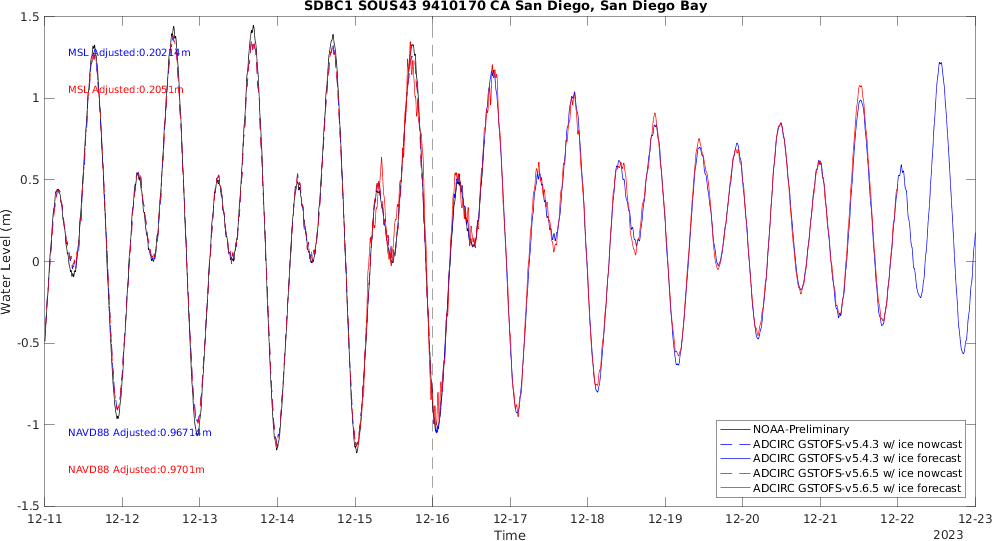 SDBC1 SOUS43 9410170 CA San Diego, San Diego Bay
1.5
MSL Adjusted:0.20214m
MSL Adjusted:0.2051m
1
0.5
Water Level (m)
0
-0.5
-1
NAVD88 Adjusted:0.96714m
NAVD88 Adjusted:0.9701m
-1.5
NOAA-Preliminary
ADCIRC GSTOFS-v5.4.3 w/ ice nowcast
ADCIRC GSTOFS-v5.4.3 w/ ice forecast
ADCIRC GSTOFS-v5.6.5 w/ ice nowcast
ADCIRC GSTOFS-v5.6.5 w/ ice forecast
12-11 12-12 12-13 12-14 12-15 12-16 12-17 12-18 12-19 12-20 12-21 12-22 12-23
Time
2023